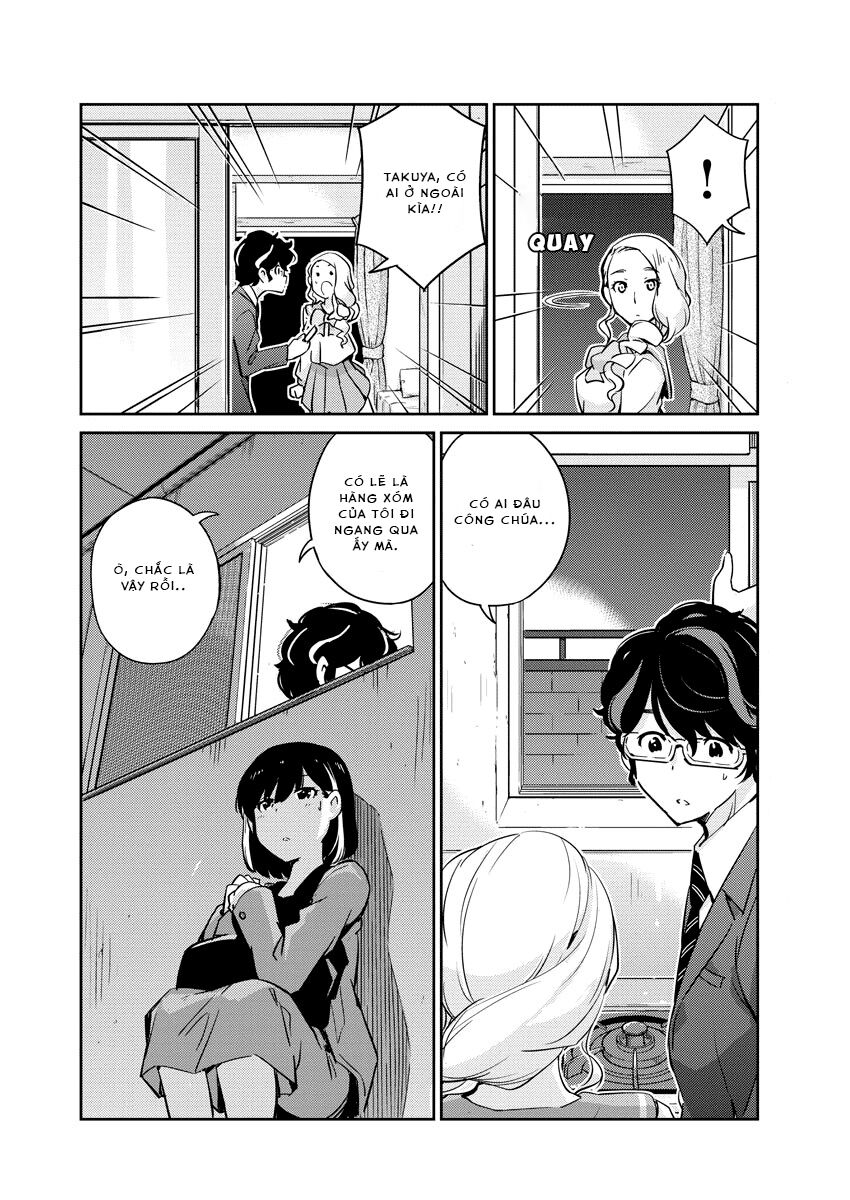 !
QUAY
TAKUYA, CÓ
AI Ở NGOÀI
KÌA!!
CÓ AI ĐÂU
CÔNG CHÚA...
CÓ LẼ LÀ
HÀNG XÓM
CỦA TÔI ĐI
NGANG QUA
ẤY MÀ.
Ồ, CHẮC LÀ
VẬY RỒI..